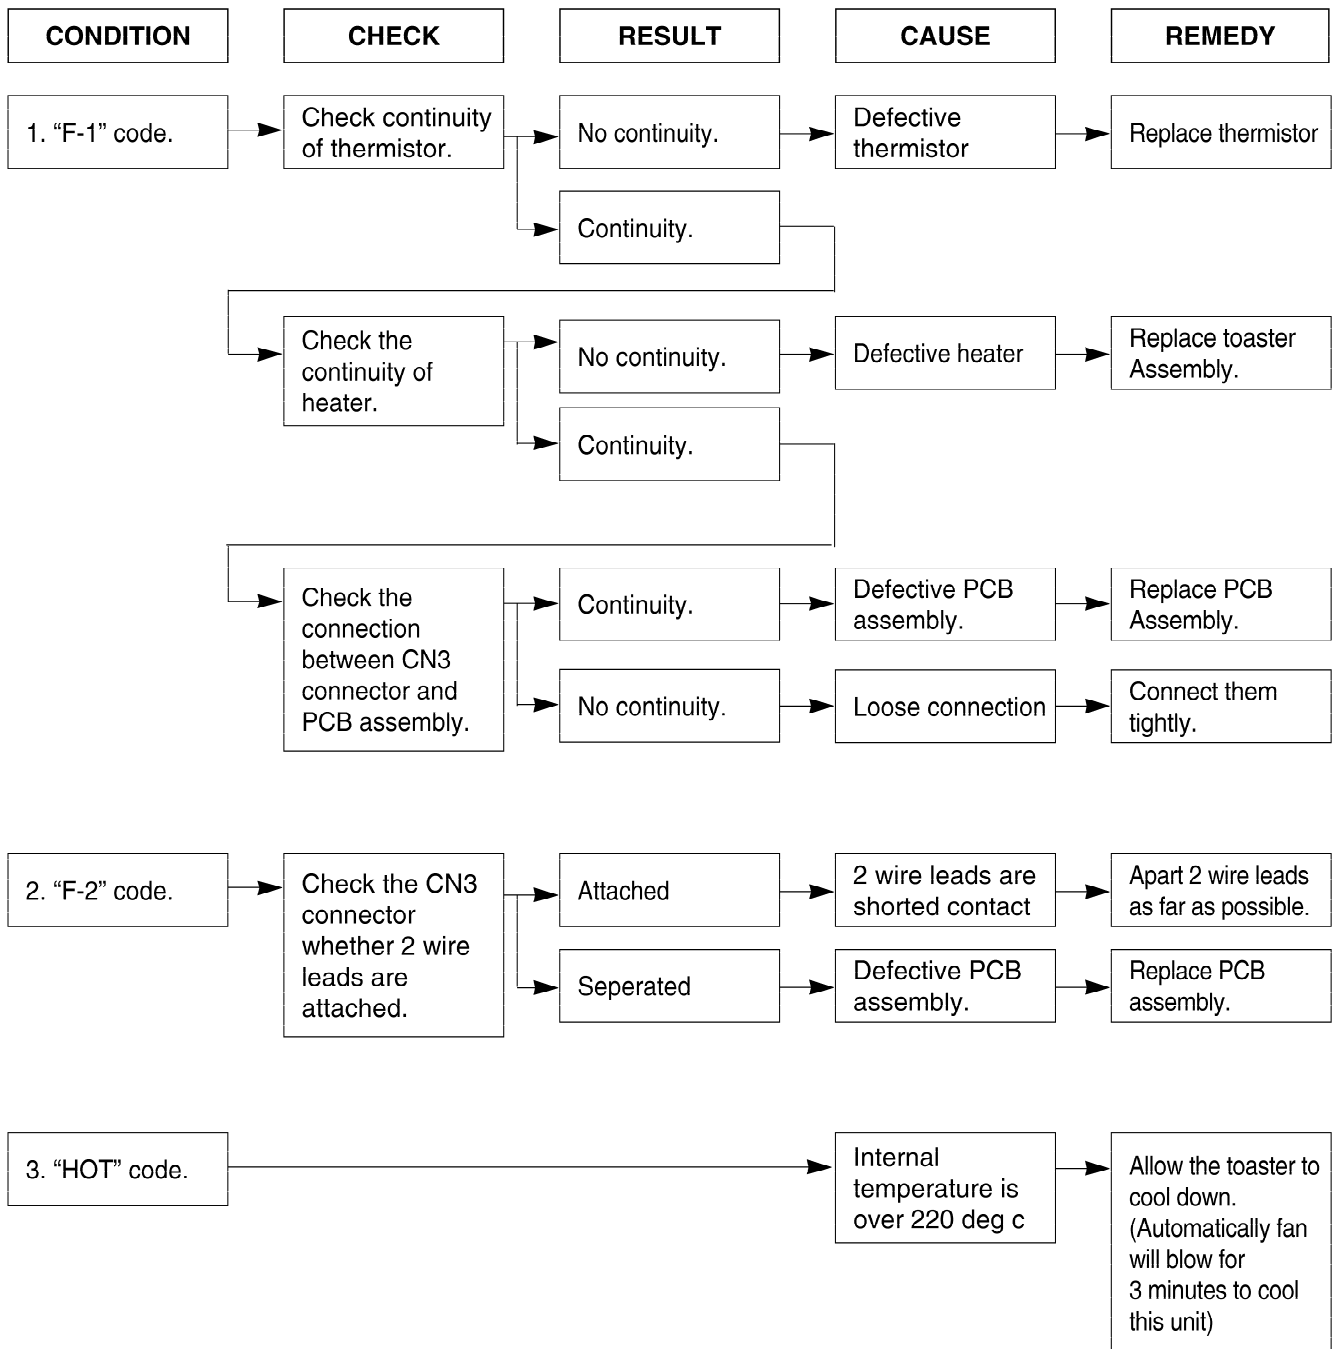 CONDITION
CHECK
RESULT
CAUSE
REMEDY
1. “F-1” code.
Check continuity
of thermistor.
No continuity.
Defective
thermistor
Replace thermistor
Continuity.
Check the
continuity of
heater.
No continuity.
Defective heater
Replace toaster
Assembly.
Continuity.
Check the
connection
between CN3
connector and
PCB assembly.
Continuity.
Defective PCB
assembly.
Replace PCB
Assembly.
No continuity.
Loose connection
Connect them
tightly.
2. “F-2” code.
Check the CN3
connector
whether 2 wire
leads are
attached.
Attached
2 wire leads are
shorted contact
Apart 2 wire leads
as far as possible.
Seperated
Defective PCB
assembly.
Replace PCB
assembly.
3. “HOT” code.
Internal
temperature is
over 220 deg c
Allow the toaster to
cool down.
(Automatically fan
will blow for
3 minutes to cool
this unit)